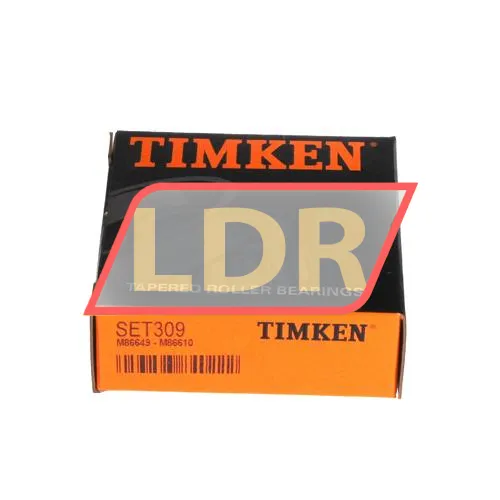 TIMKEN®
LDR
TAPERED ROLLER BEARINGS
SET309
TIMKEN®
M86649 - M86610